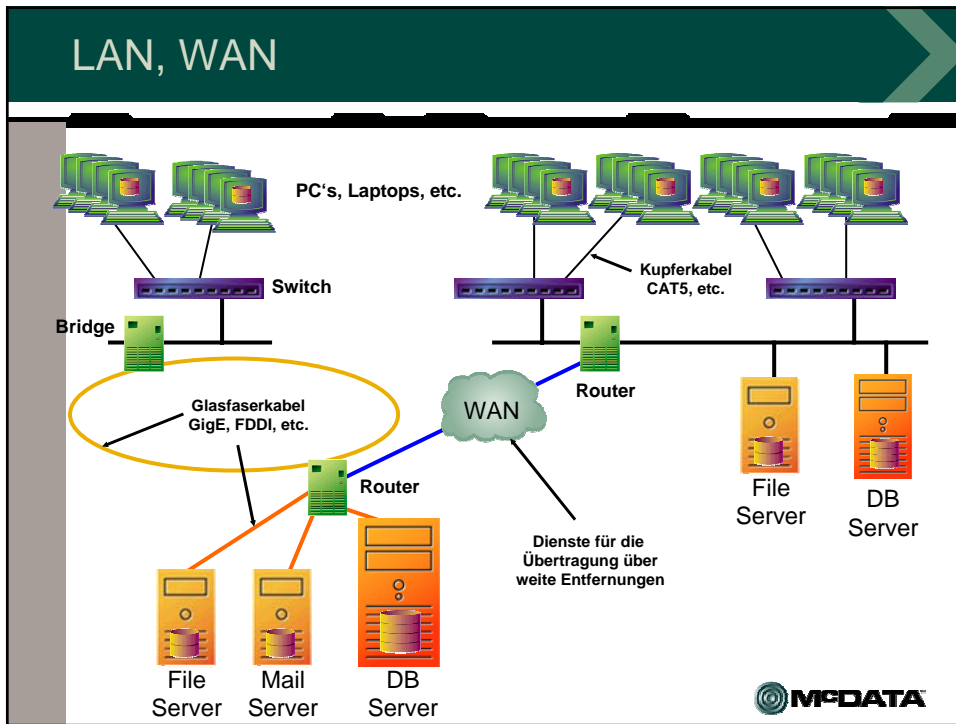 LAN, WAN
PC‘s, Laptops, etc.
Kupferkabel
CAT5, etc.
Switch
Bridge
Router
Glasfaserkabel
GigE, FDDI, etc.
WAN
Router
File
Server
DB
Server
Dienste für die
Übertragung über
weite Entfernungen
File
Server
Mail
Server
DB
Server
McDATA